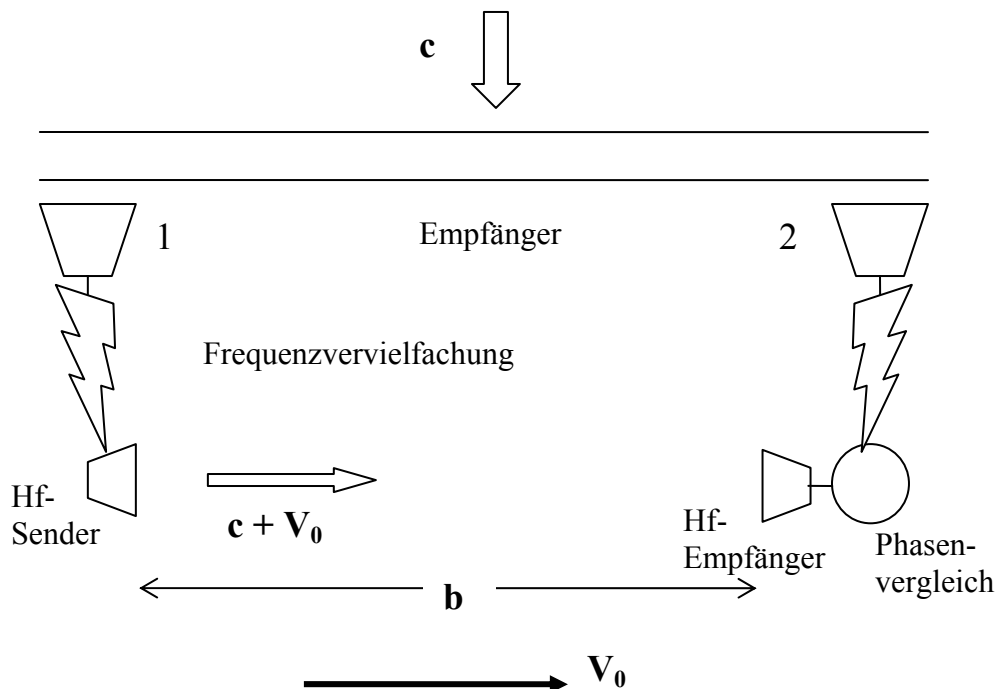 c
1
Empfänger
2
Frequenzvervielfachung
Hf-
Sender
c + V₀
Hf-
Empfänger
Phasen-
vergleich
b
V₀